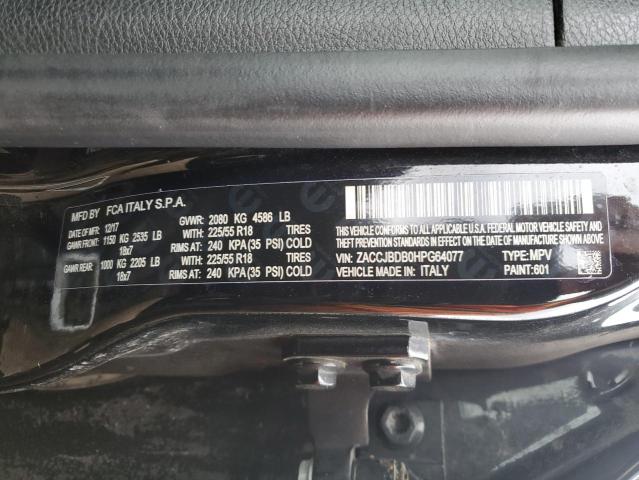 MFD BY FCA ITALY S.P.A.
DATE OF MFR: 12/17 GVWR: 2080 KG 4586 LB
GAWR FRONT: 1150 KG 2535 LB WITH: 225/55 R18 TIRES
18x7 RIMS AT: 240 KPA(35 PSI) COLD
GAWR REAR: 1000 KG 2205 LB WITH: 225/55 R18 TIRES
18x7 RIMS AT: 240 KPA (35 PSI) COLD
THIS VEHICLE CONFORMS TO ALL APPLICABLE U.S.A. FEDERAL MOTOR VEHICLE SAFETY AND
THEFT PREVENTION STANDARDS IN EFFECT ON THE DATE OF MANUFACTURE SHOWN ABOVE.
VIN: ZACCJBDB0HPG64077 TYPE:MPV
VEHICLE MADE IN: ITALY PAINT:601